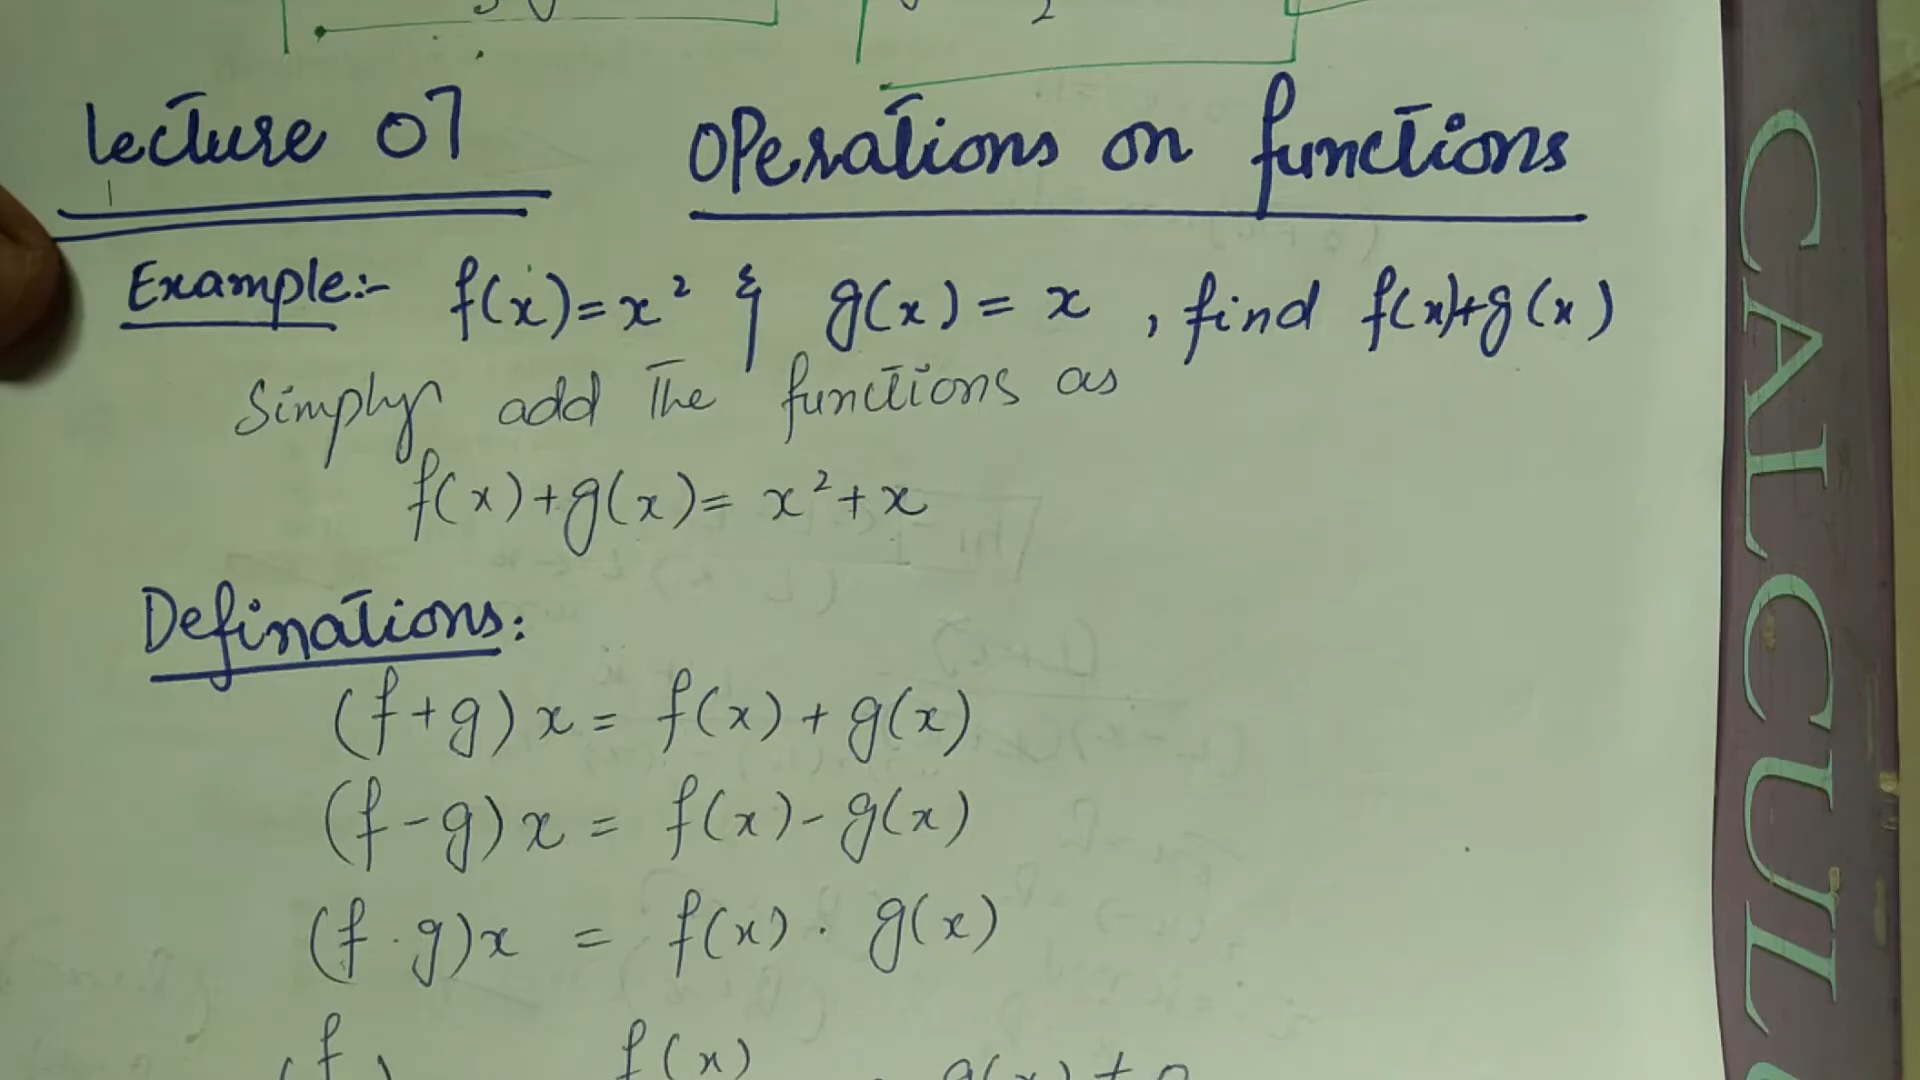 Lecture 07 Operations on functions
Example:- f(x)=x² & g(x)= x , find f(x)+g(x)
Simply add The functions as
f(x)+g(x)= x²+x
Definations:
(f+g)x = f(x)+g(x)
(f-g)x = f(x)-g(x)
(f.g)x = f(x). g(x)
f f(x)
CALCUL